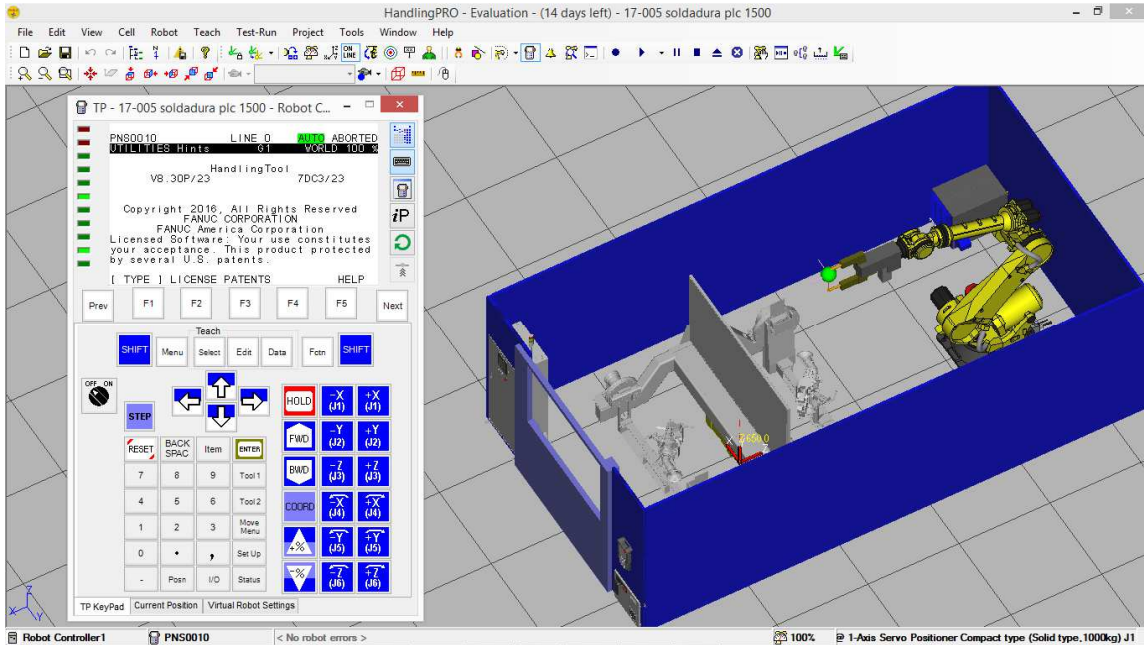 HandlingPRO - Evaluation - (14 days left) - 17-005 soldadura plc 1500
File Edit View Cell Robot Teach Test-Run Project Tools Window Help
ON LINE
TP - 17-005 soldadura plc 1500 - Robot C...
PNS0010 LINE 0 AUTO ABORTED
UTILITIES Hints G1 WORLD 100 %
HandlingTool
V8.30P/23 7DC3/23
Copyright 2016, All Rights Reserved
FANUC CORPORATION
FANUC America Corporation
Licensed Software: Your use constitutes
your acceptance. This product protected
by several U.S. patents.
[ TYPE ] LICENSE PATENTS HELP
iP
Prev F1 F2 F3 F4 F5 Next
Teach
SHIFT Menu Select Edit Data Fctn SHIFT
OFF ON
STEP
HOLD -X (J1) +X (J1)
FWD -Y (J2) +Y (J2)
BWD -Z (J3) +Z (J3)
COORD -X (J4) +X (J4)
+% -Y (J5) +Y (J5)
-% -Z (J6) +Z (J6)
RESET BACK SPAC Item ENTER
7 8 9 Tool 1
4 5 6 Tool 2
1 2 3 Move Menu
0 . , Set Up
- Posn I/O Status
TP KeyPad Current Position Virtual Robot Settings
X Z650.0
Z
X Y
Robot Controller1 PNS0010 < No robot errors > 100% 1-Axis Servo Positioner Compact type (Solid type,1000kg) J1